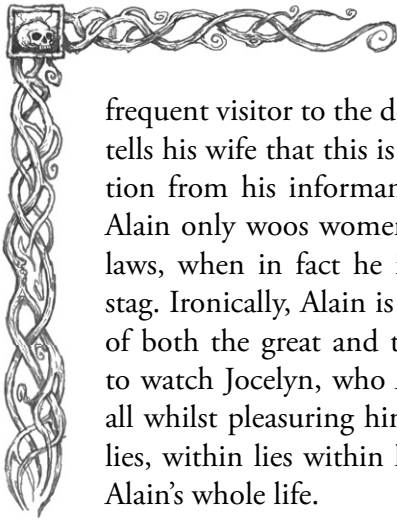 frequent visitor to the d
tells his wife that this is
tion from his informan
Alain only woos women
laws, when in fact he
stag. Ironically, Alain is
of both the great and t
to watch Jocelyn, who
all whilst pleasuring him
lies, within lies within l
Alain's whole life.